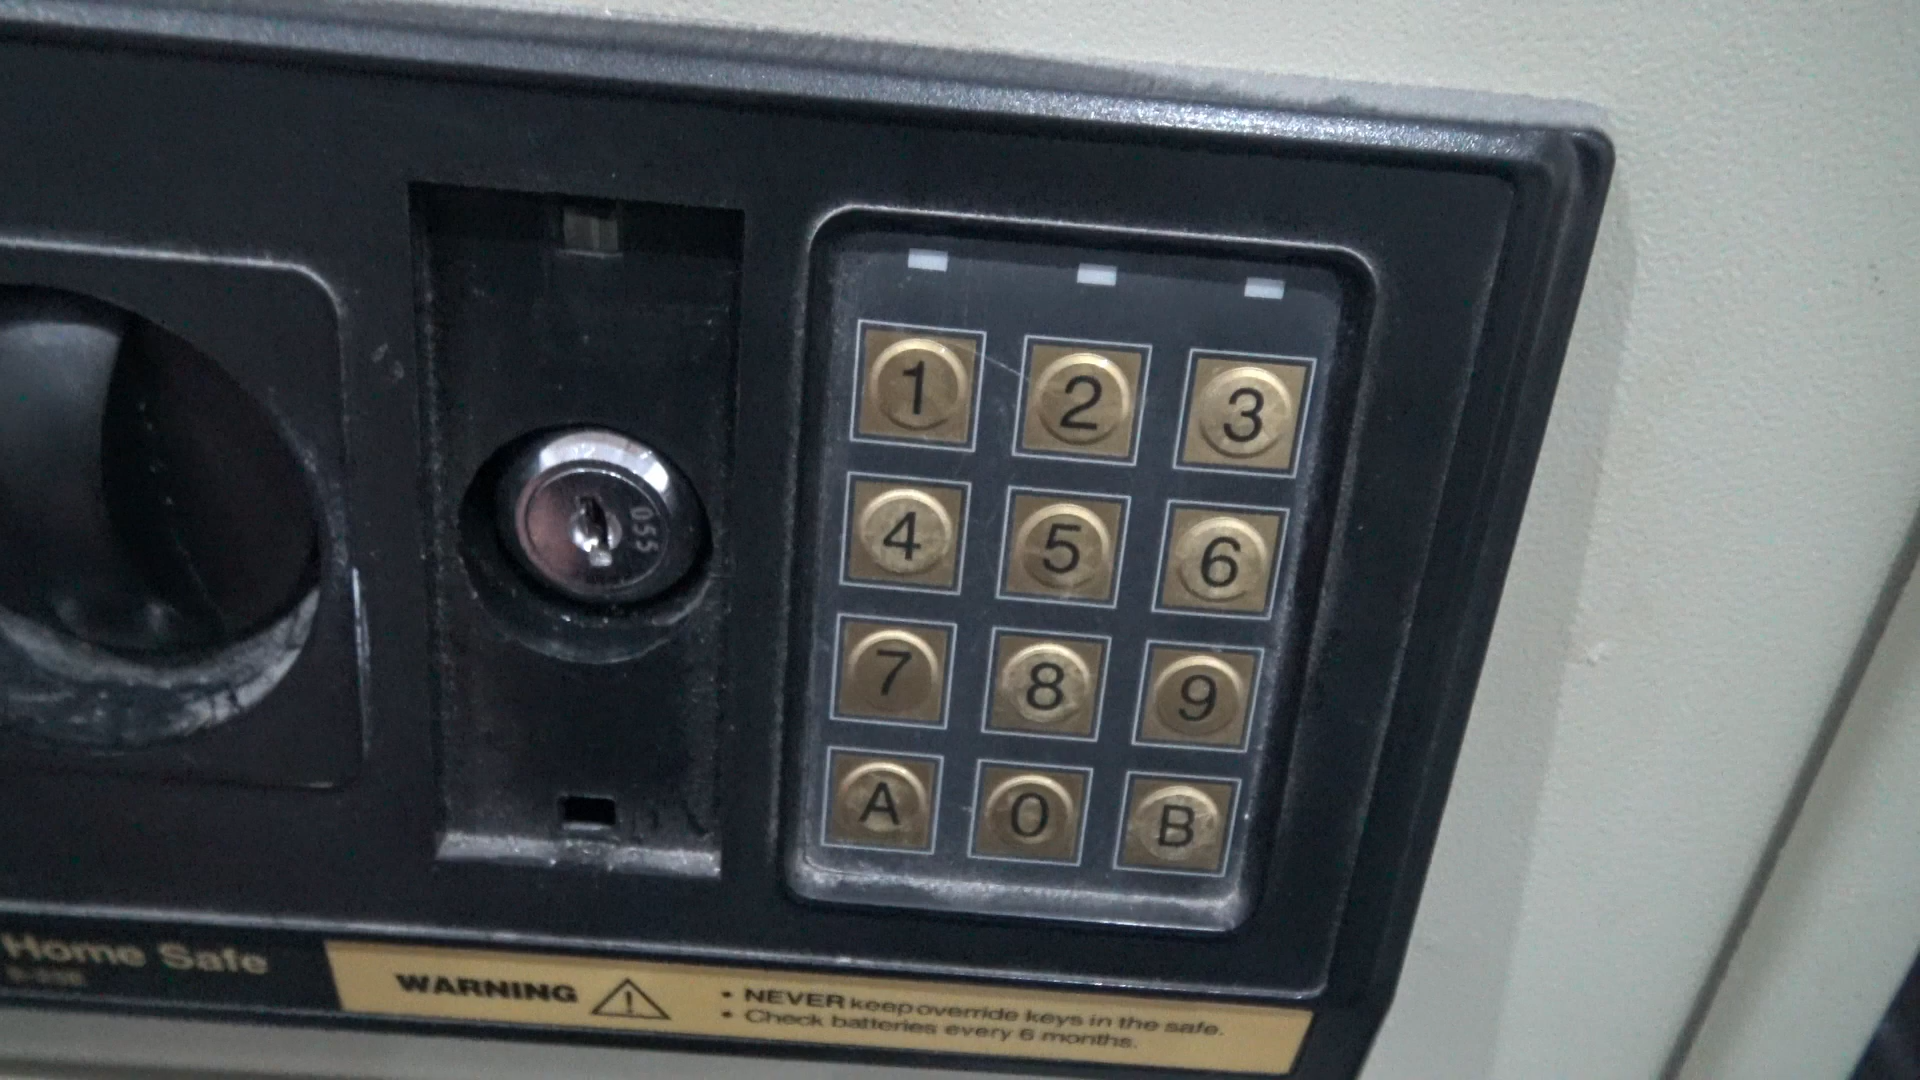 1 2 3
055
4 5 6
7 8 9
A 0 B
Home Safe
WARNING
• NEVER keep override keys in the safe.
• Check batteries every 6 months.